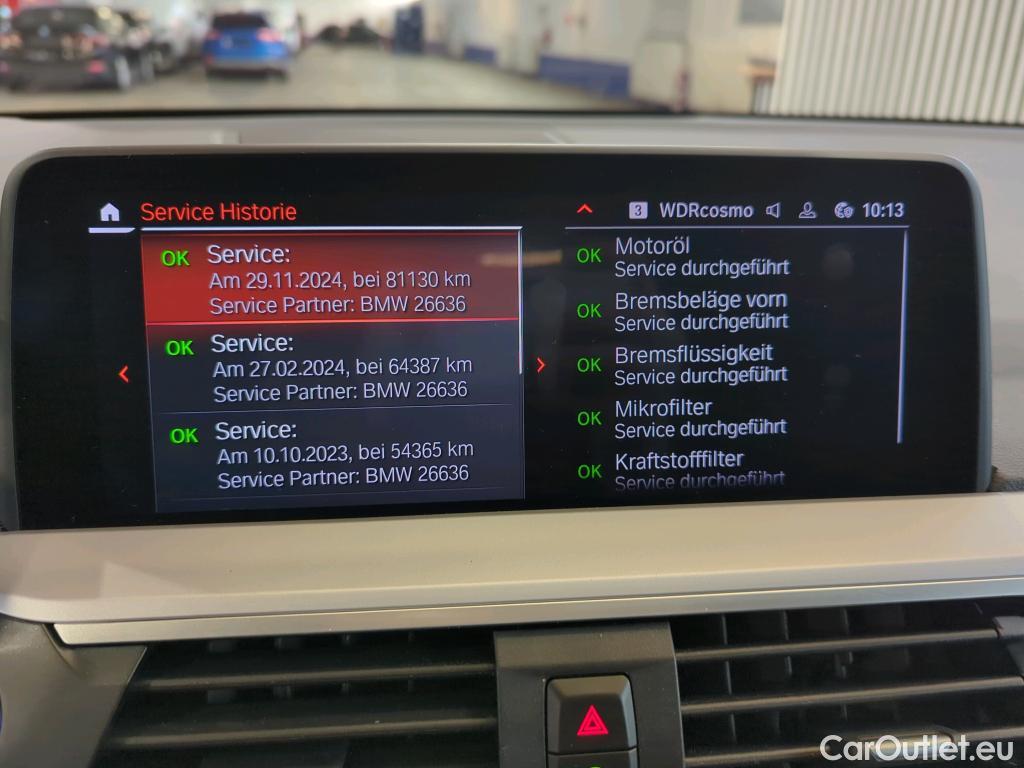 Service Historie
3 WDRcosmo 10:13
OK Service:
Am 29.11.2024, bei 81130 km
Service Partner: BMW 26636
OK Service:
Am 27.02.2024, bei 64387 km
Service Partner: BMW 26636
OK Service:
Am 10.10.2023, bei 54365 km
Service Partner: BMW 26636
OK Motoröl
Service durchgeführt
OK Bremsbeläge vorn
Service durchgeführt
OK Bremsflüssigkeit
Service durchgeführt
OK Mikrofilter
Service durchgeführt
OK Kraftstofffilter
Service durchgeführt
CarOutlet.eu